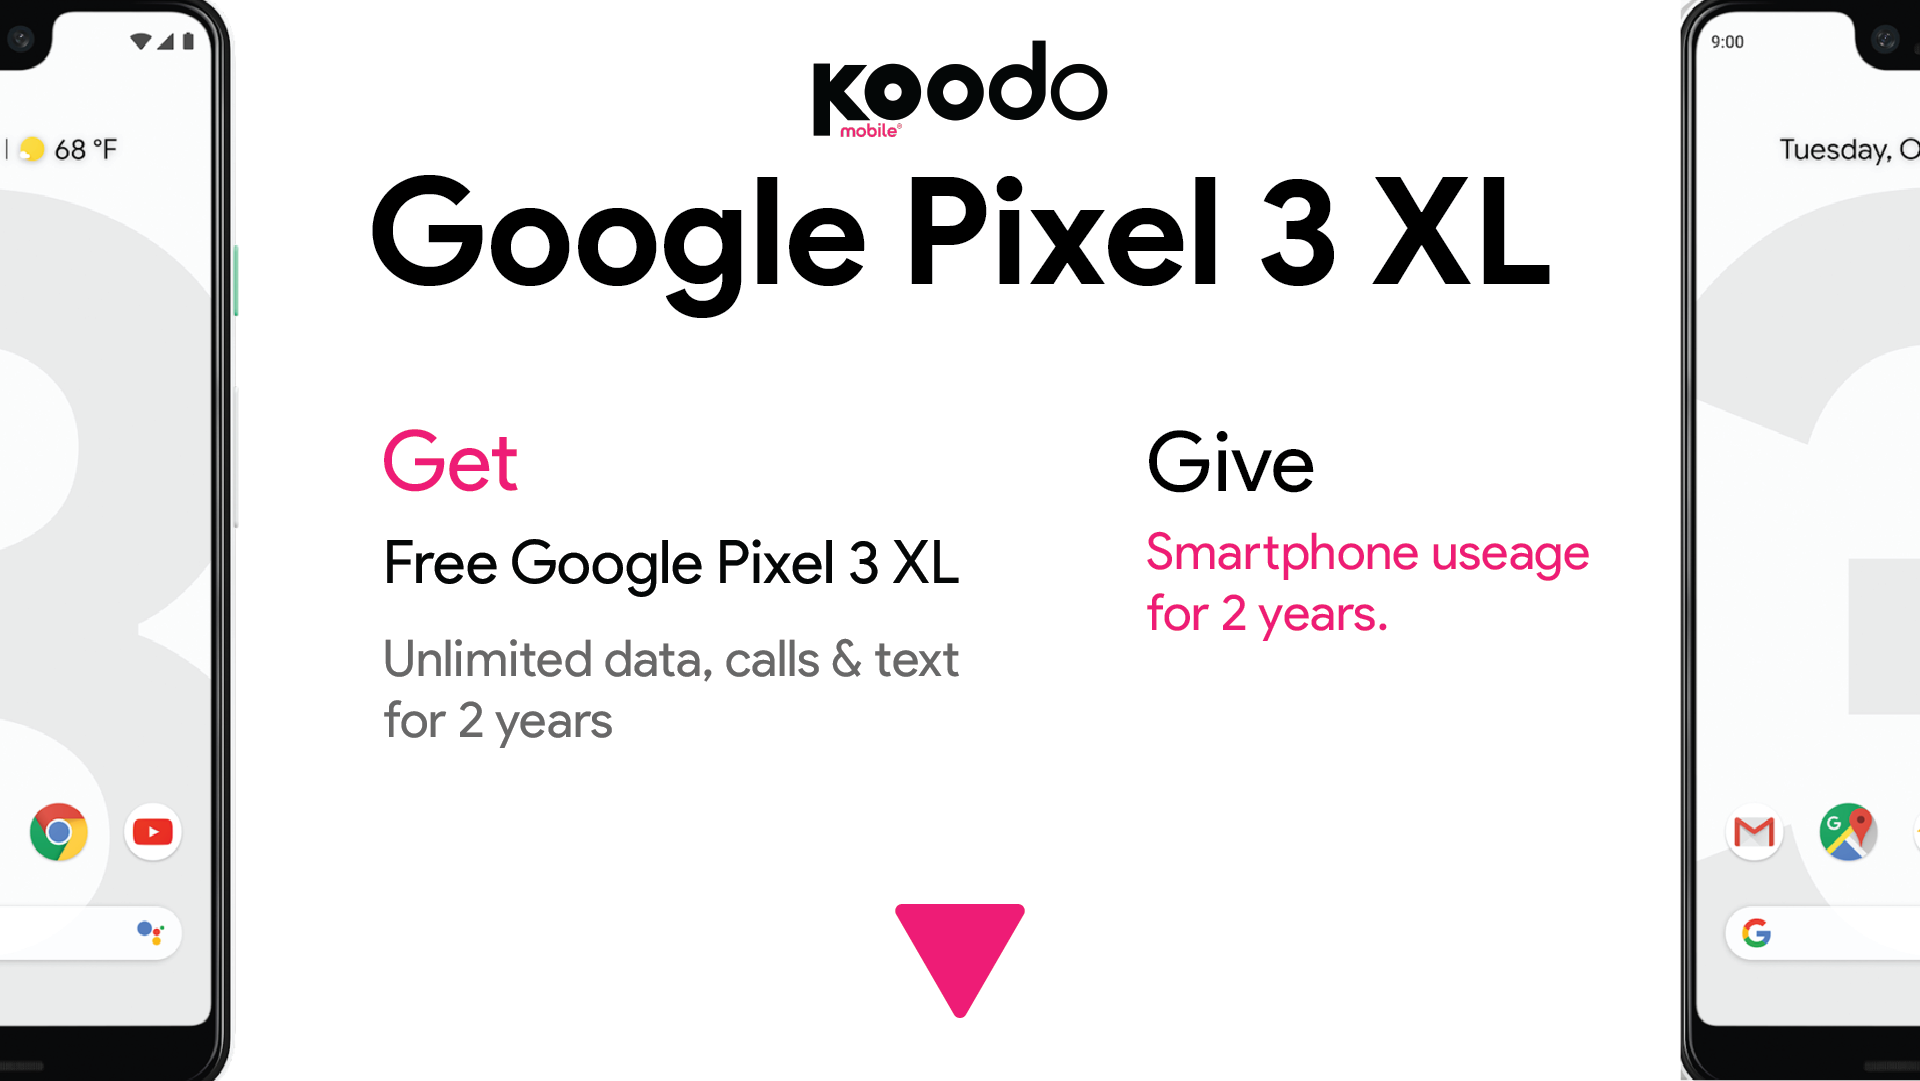 68 °F
koodo
mobile®
Google Pixel 3 XL
9:00
Tuesday, O
Get
Free Google Pixel 3 XL
Unlimited data, calls & text
for 2 years
Give
Smartphone useage
for 2 years.
G
G